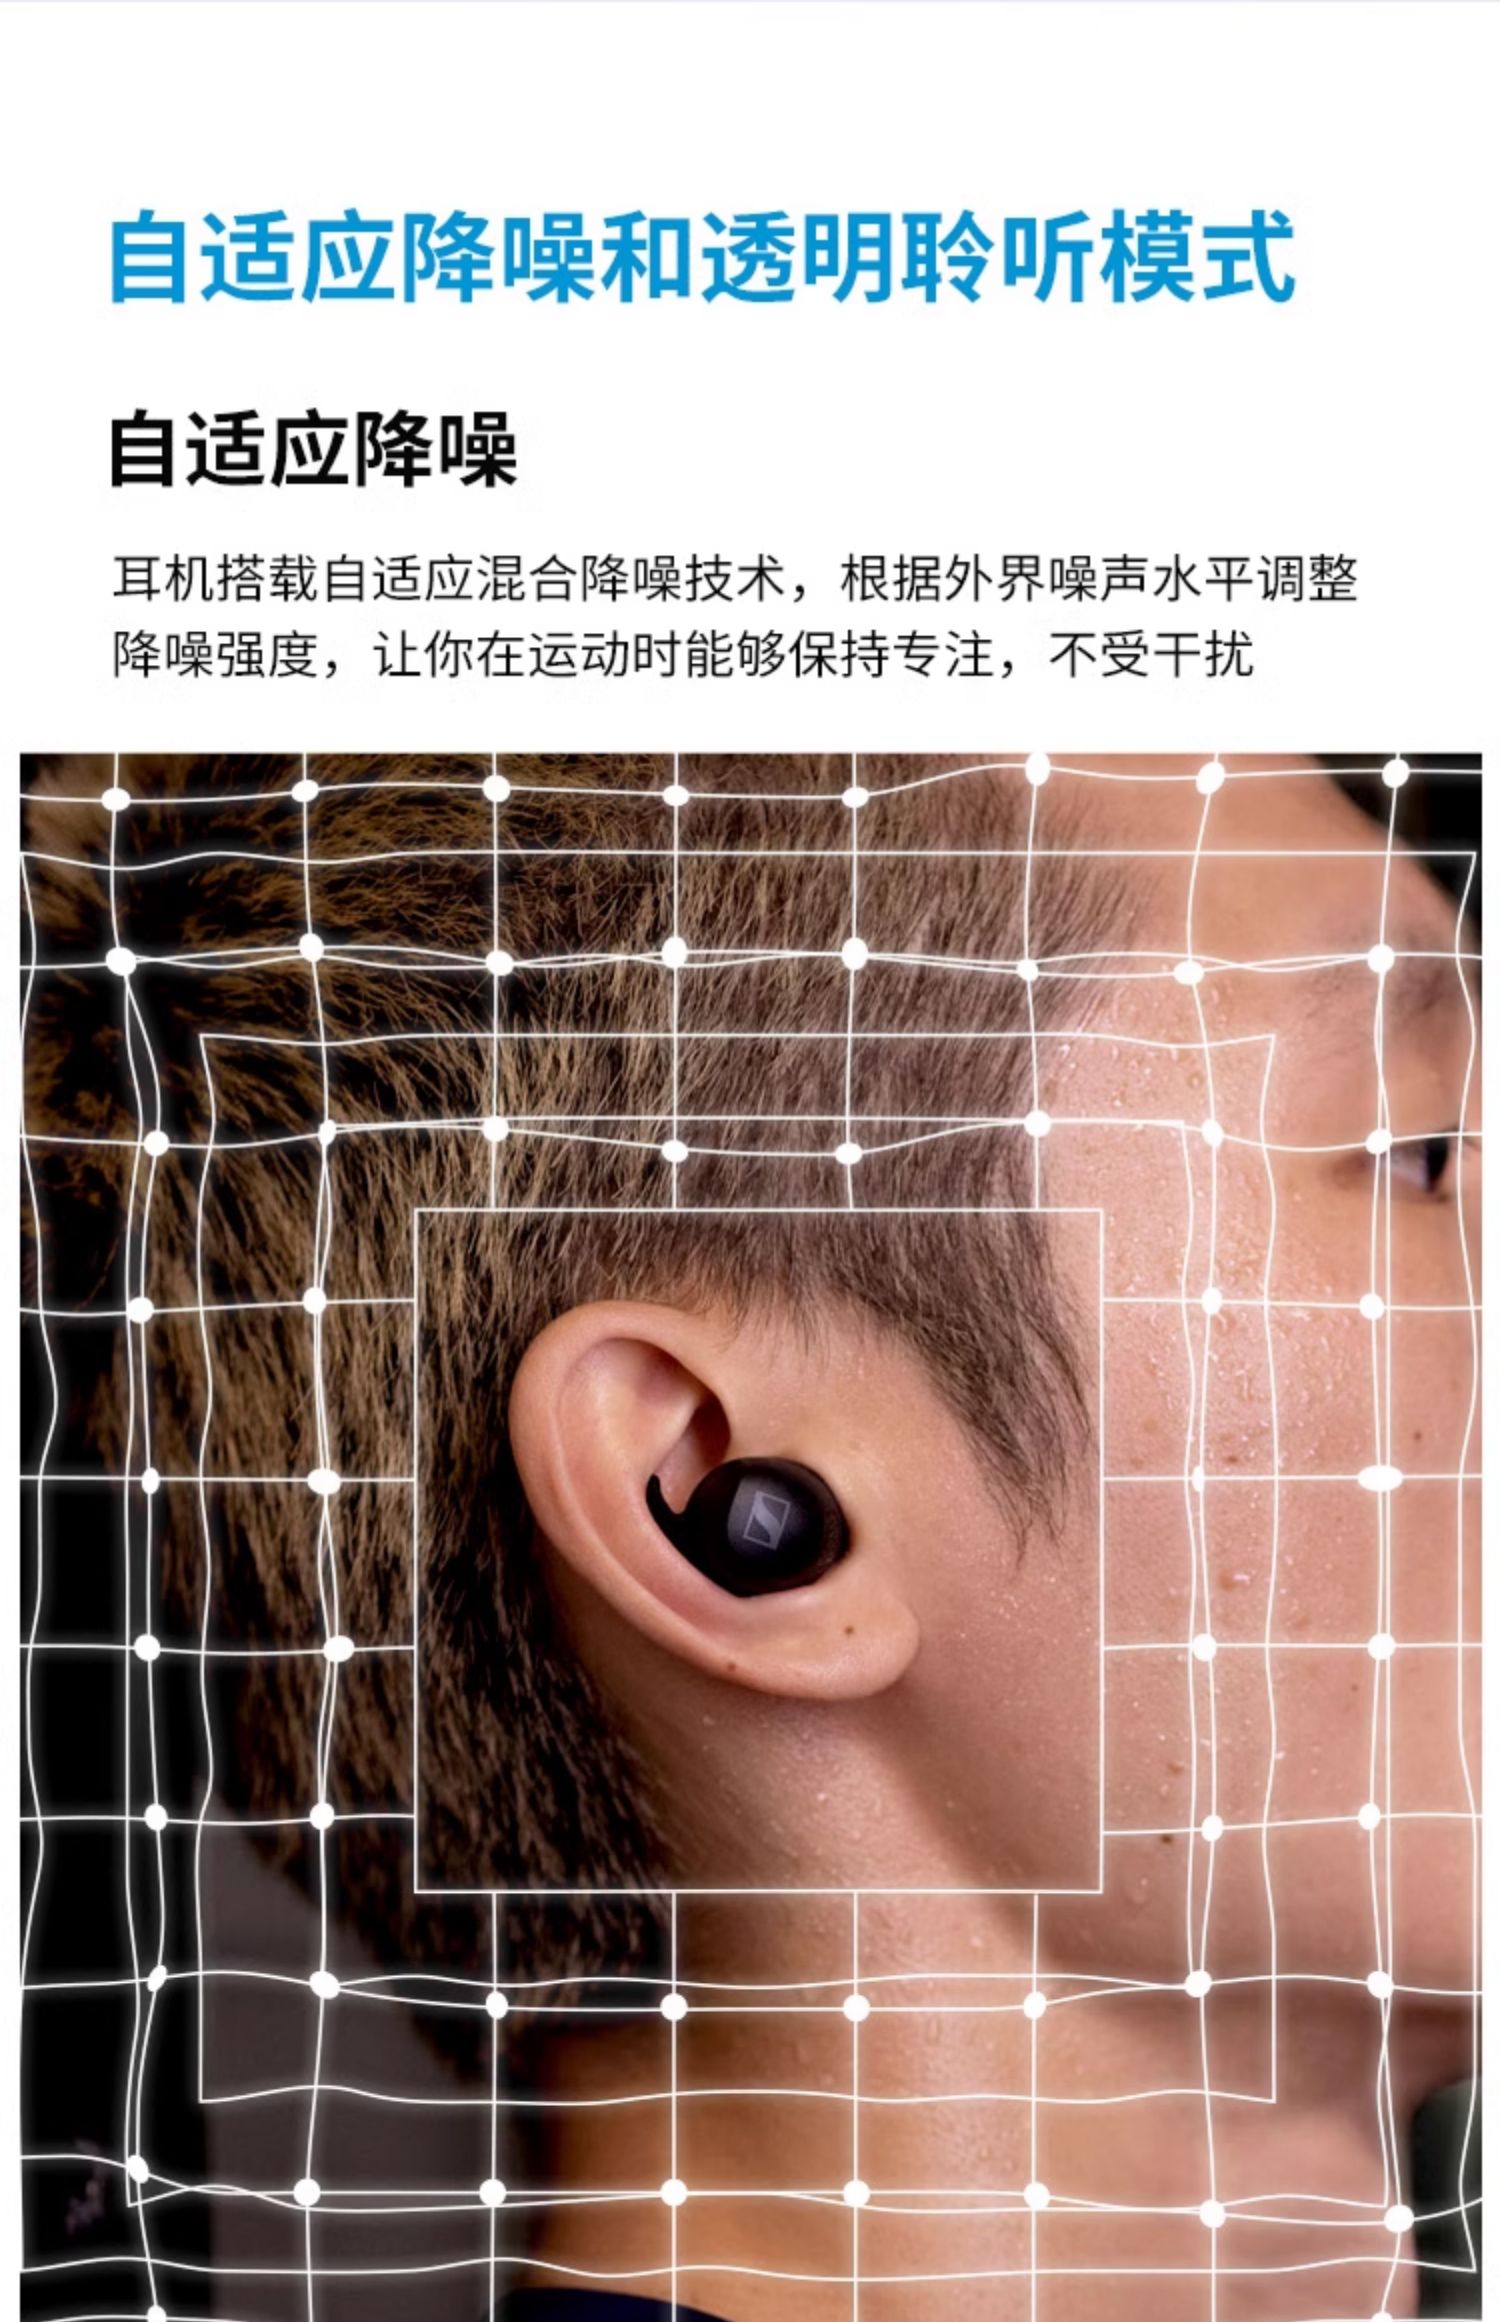 自适应降噪和透明聆听模式
自适应降噪
耳机搭载自适应混合降噪技术，根据外界噪声水平调整
降噪强度，让你在运动时能够保持专注，不受干扰